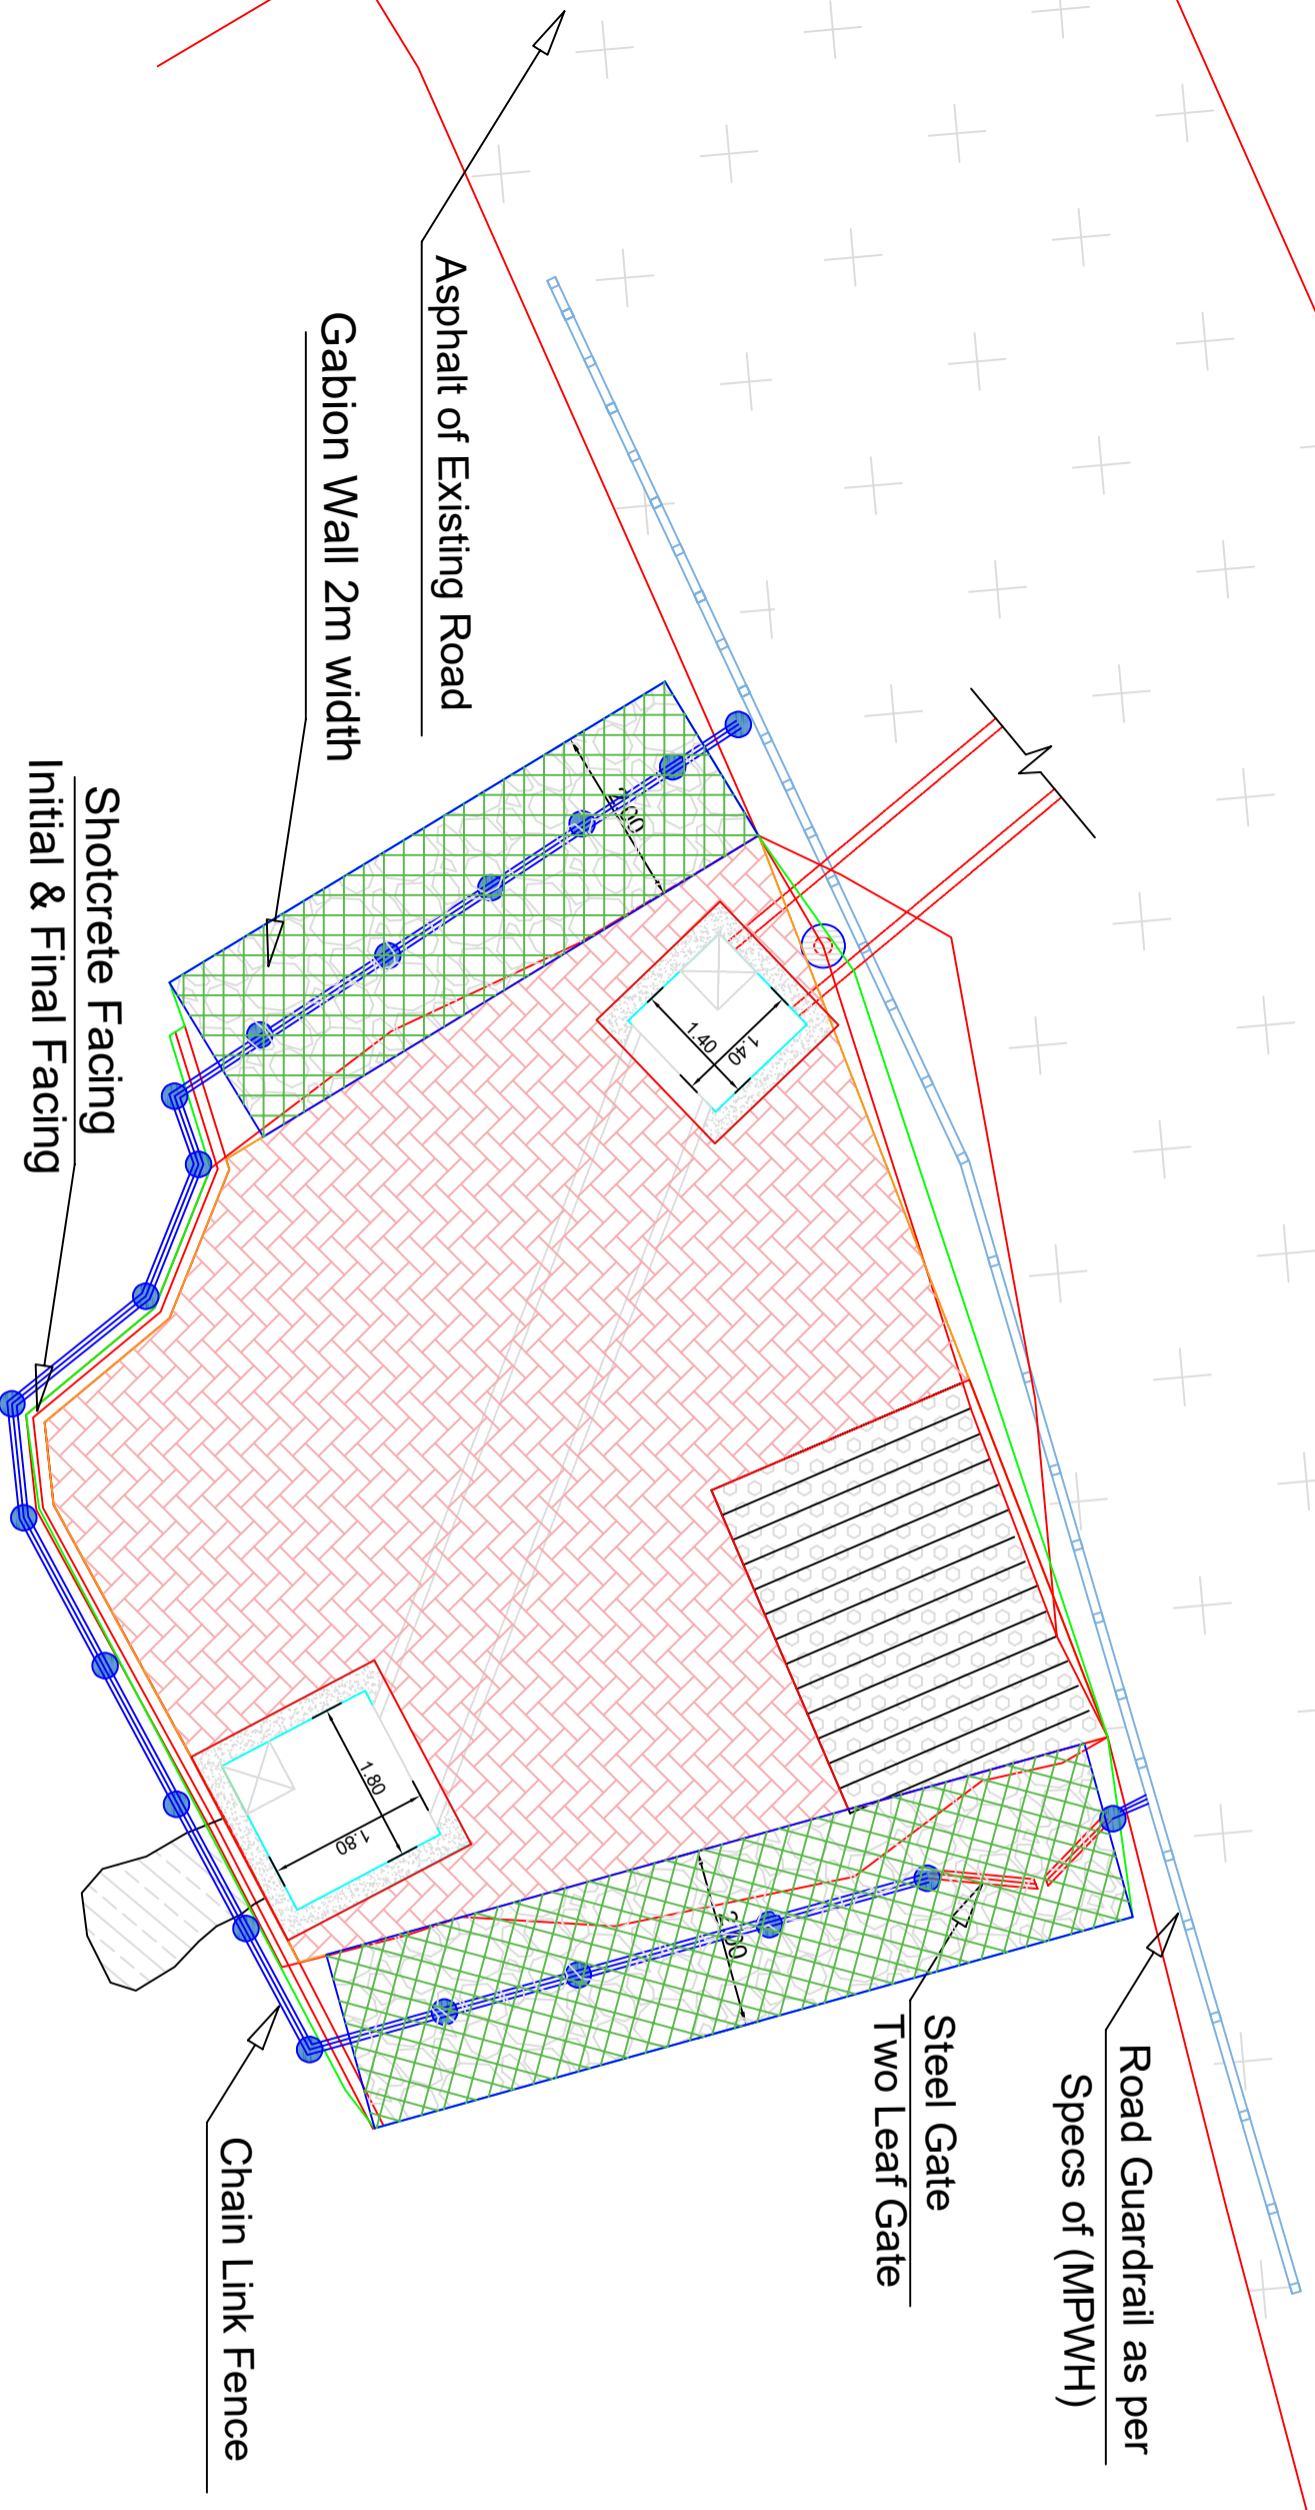 Asphalt of Existing Road
Gabion Wall 2m width
Shotcrete Facing
Initial & Final Facing
Road Guardrail as per
Specs of (MPWH)
Steel Gate
Two Leaf Gate
Chain Link Fence
2.00
1.40
1.40
1.80
1.80
2.00